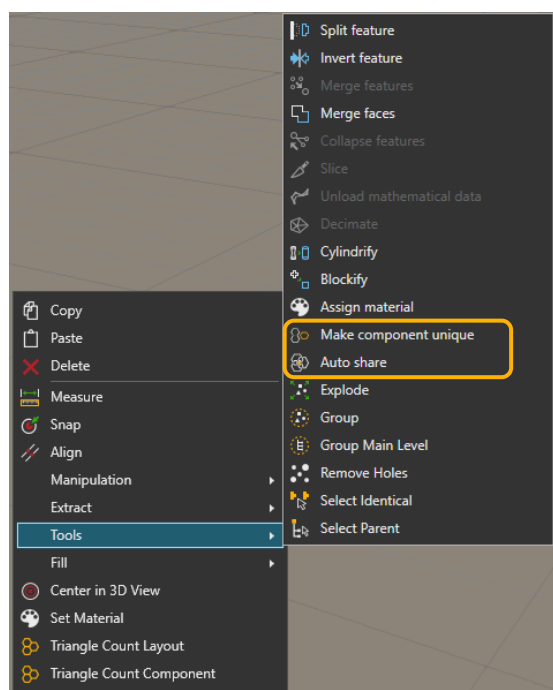 Split feature
Invert feature
Merge features
Merge faces
Collapse features
Slice
Unload mathematical data
Decimate
Cylindrify
Blockify
Assign material
Make component unique
Auto share
Explode
Group
Group Main Level
Remove Holes
Select Identical
Select Parent
Copy
Paste
Delete
Measure
Snap
Align
Manipulation
Extract
Tools
Fill
Center in 3D View
Set Material
Triangle Count Layout
Triangle Count Component